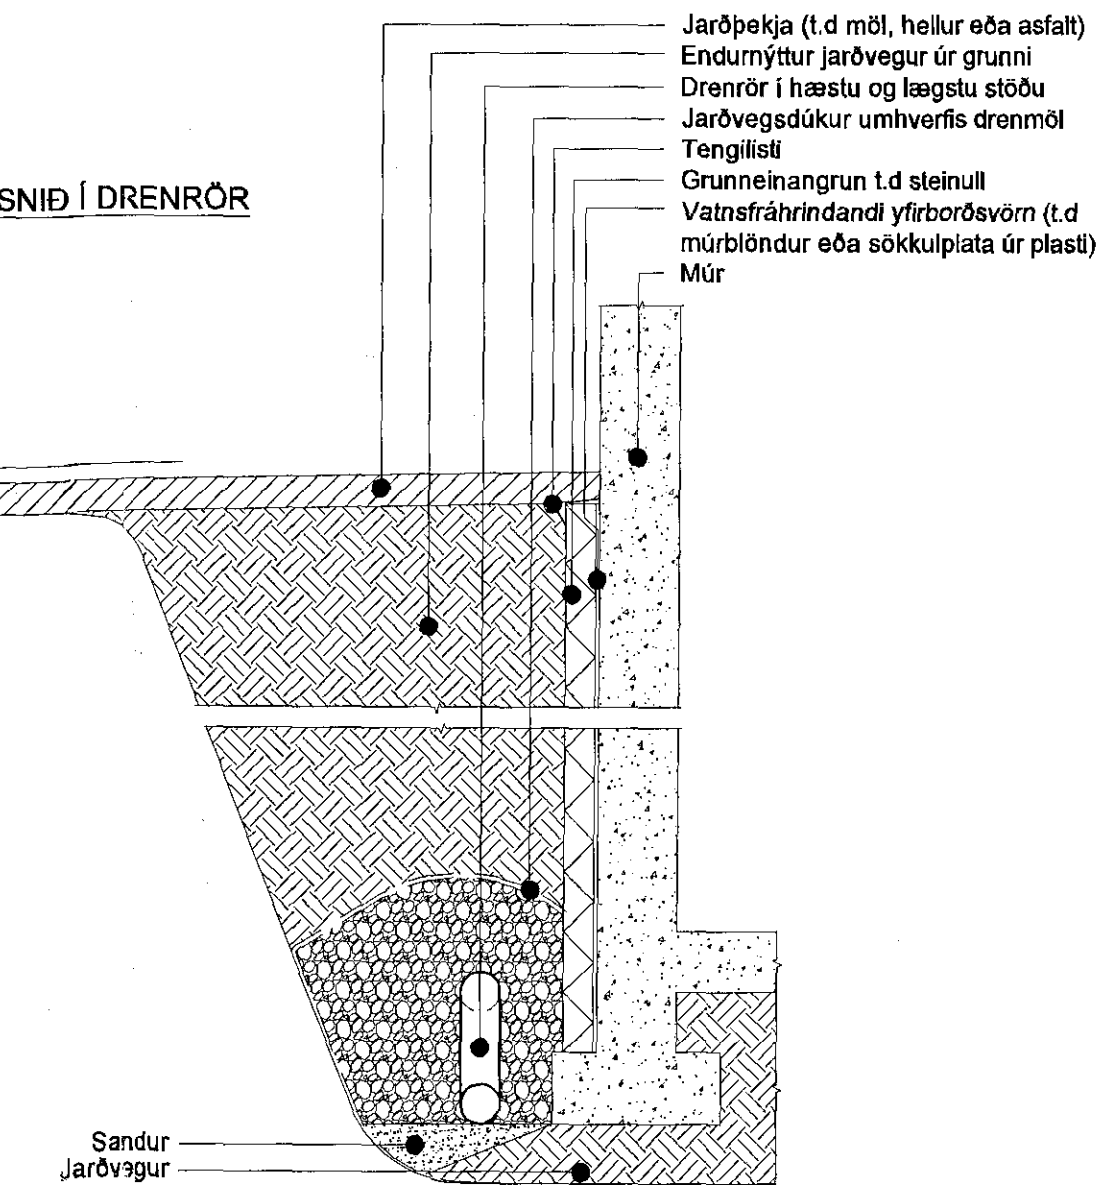 Jarðþekja (t.d möl, hellur eða asfalt)
Endurnýttur jarðvegur úr grunni
Drenrör í hæstu og lægstu stöðu
Jarðvegsdúkur umhverfis drenmöl
Tengilisti
Grunneinangrun t.d steinull
Vatnsfráhrindandi yfirborðsvörn (t.d
múrblöndur eða sökkulplata úr plasti)
Múr
SNIÐ Í DRENRÖR
Sandur
Jarðvegur